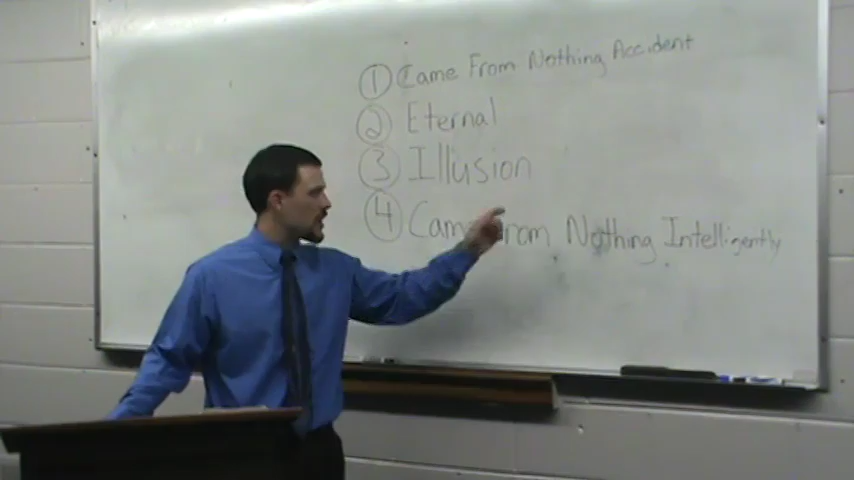 ① Came From Nothing Accident
② Eternal
③ Illusion
④ Came From Nothing Intelligently